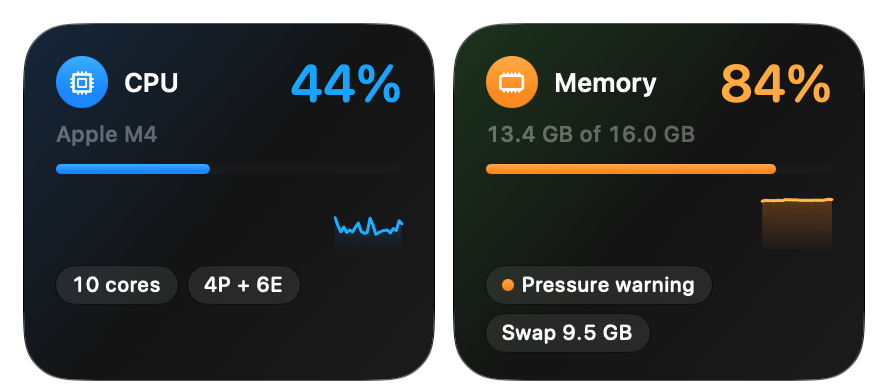 CPU 44%
Apple M4
10 cores 4P + 6E
Memory 84%
13.4 GB of 16.0 GB
Pressure warning
Swap 9.5 GB